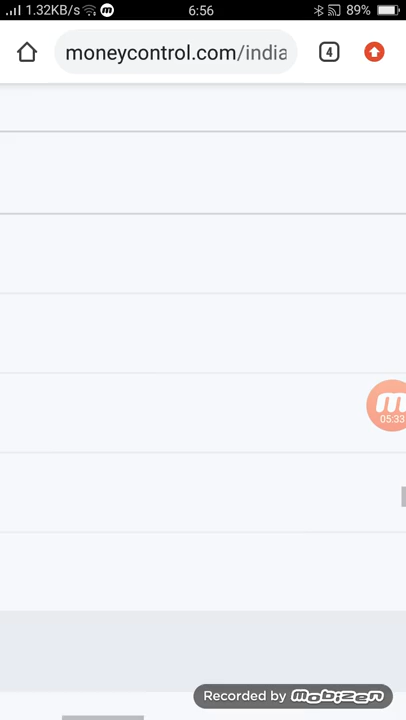 1.32KB/s 6:56 89%
moneycontrol.com/india
4
05:33
Recorded by mobizen